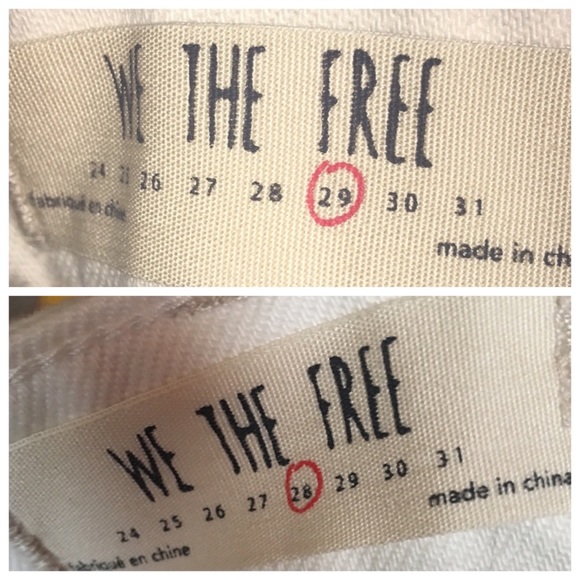 WE THE FREE
24 25 26 27 28 29 30 31
fabriqué en chine
made in ch
WE THE FREE
24 25 26 27 28 29 30 31
fabriqué en chine
made in china